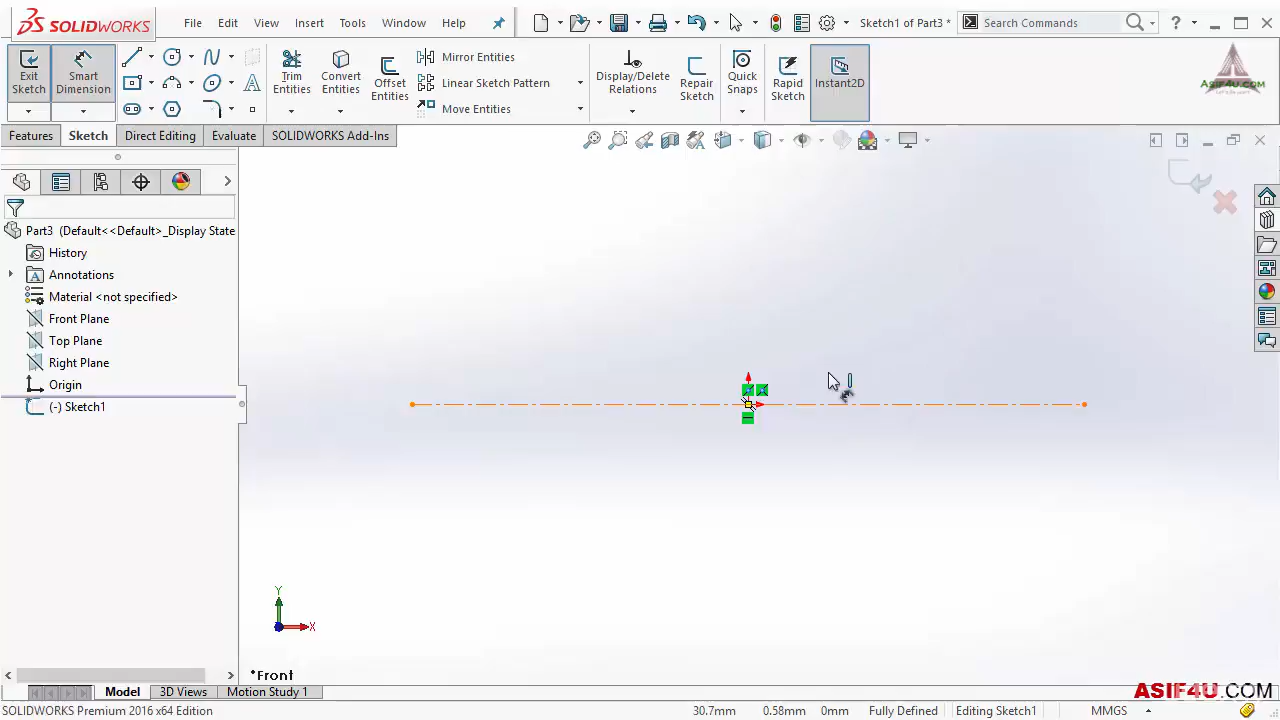 SOLIDWORKS
File Edit View Insert Tools Window Help
Sketch1 of Part3 *
Search Commands
?
Exit Sketch
Smart Dimension
Trim Entities
Convert Entities
Offset Entities
Mirror Entities
Linear Sketch Pattern
Move Entities
Display/Delete Relations
Repair Sketch
Quick Snaps
Rapid Sketch
Instant2D
ASIF4U.COM
Features Sketch Direct Editing Evaluate SOLIDWORKS Add-Ins
Part3 (Default<<Default>_Display State
History
Annotations
Material <not specified>
Front Plane
Top Plane
Right Plane
Origin
(-) Sketch1
Y
X
*Front
Model 3D Views Motion Study 1
ASIF4U.COM
SOLIDWORKS Premium 2016 x64 Edition
30.7mm 0.58mm 0mm Fully Defined Editing Sketch1 MMGS